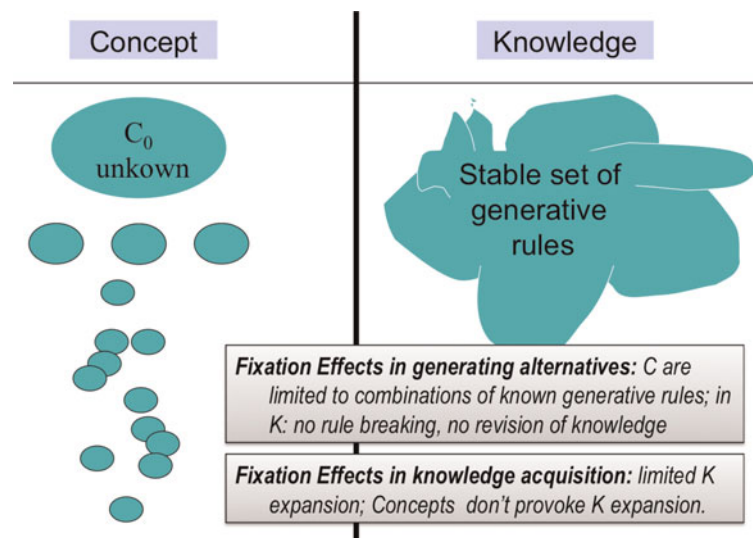 Concept
Knowledge
C0
unkown
Stable set of
generative
rules
Fixation Effects in generating alternatives: C are
limited to combinations of known generative rules; in
K: no rule breaking, no revision of knowledge
Fixation Effects in knowledge acquisition: limited K
expansion; Concepts don't provoke K expansion.